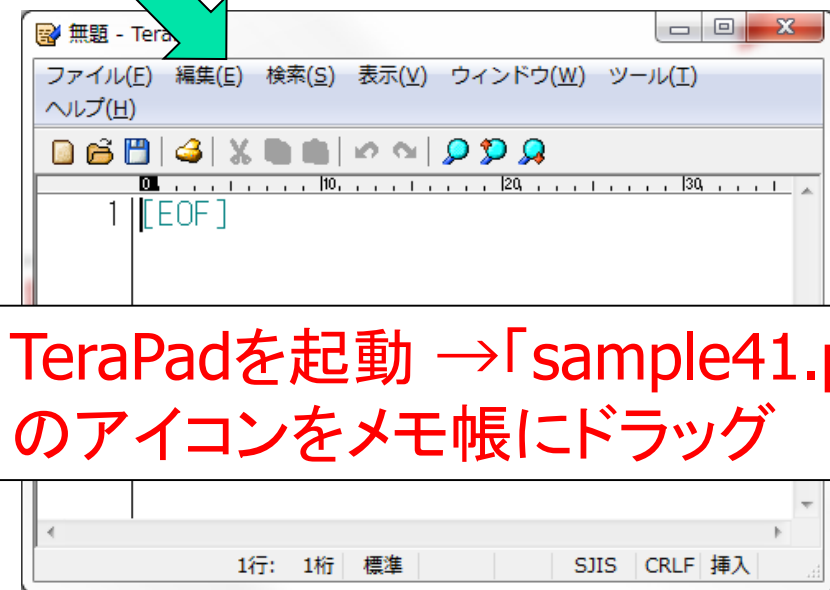 無題 - Tera
ファイル(F) 編集(E) 検索(S) 表示(V) ウィンドウ(W) ツール(T)
ヘルプ(H)
0 10 20 30
1 [EOF]
TeraPadを起動 →「sample41.p
のアイコンをメモ帳にドラッグ
1行: 1桁 標準 SJIS CRLF 挿入